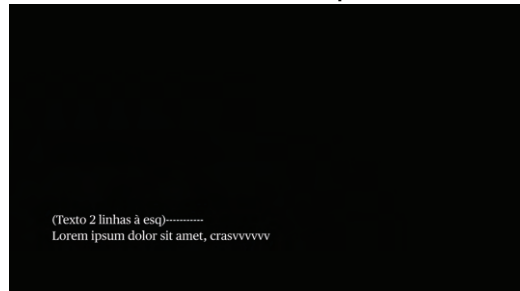 (Texto 2 linhas à esq)-----------
Lorem ipsum dolor sit amet, crasvvvvvv